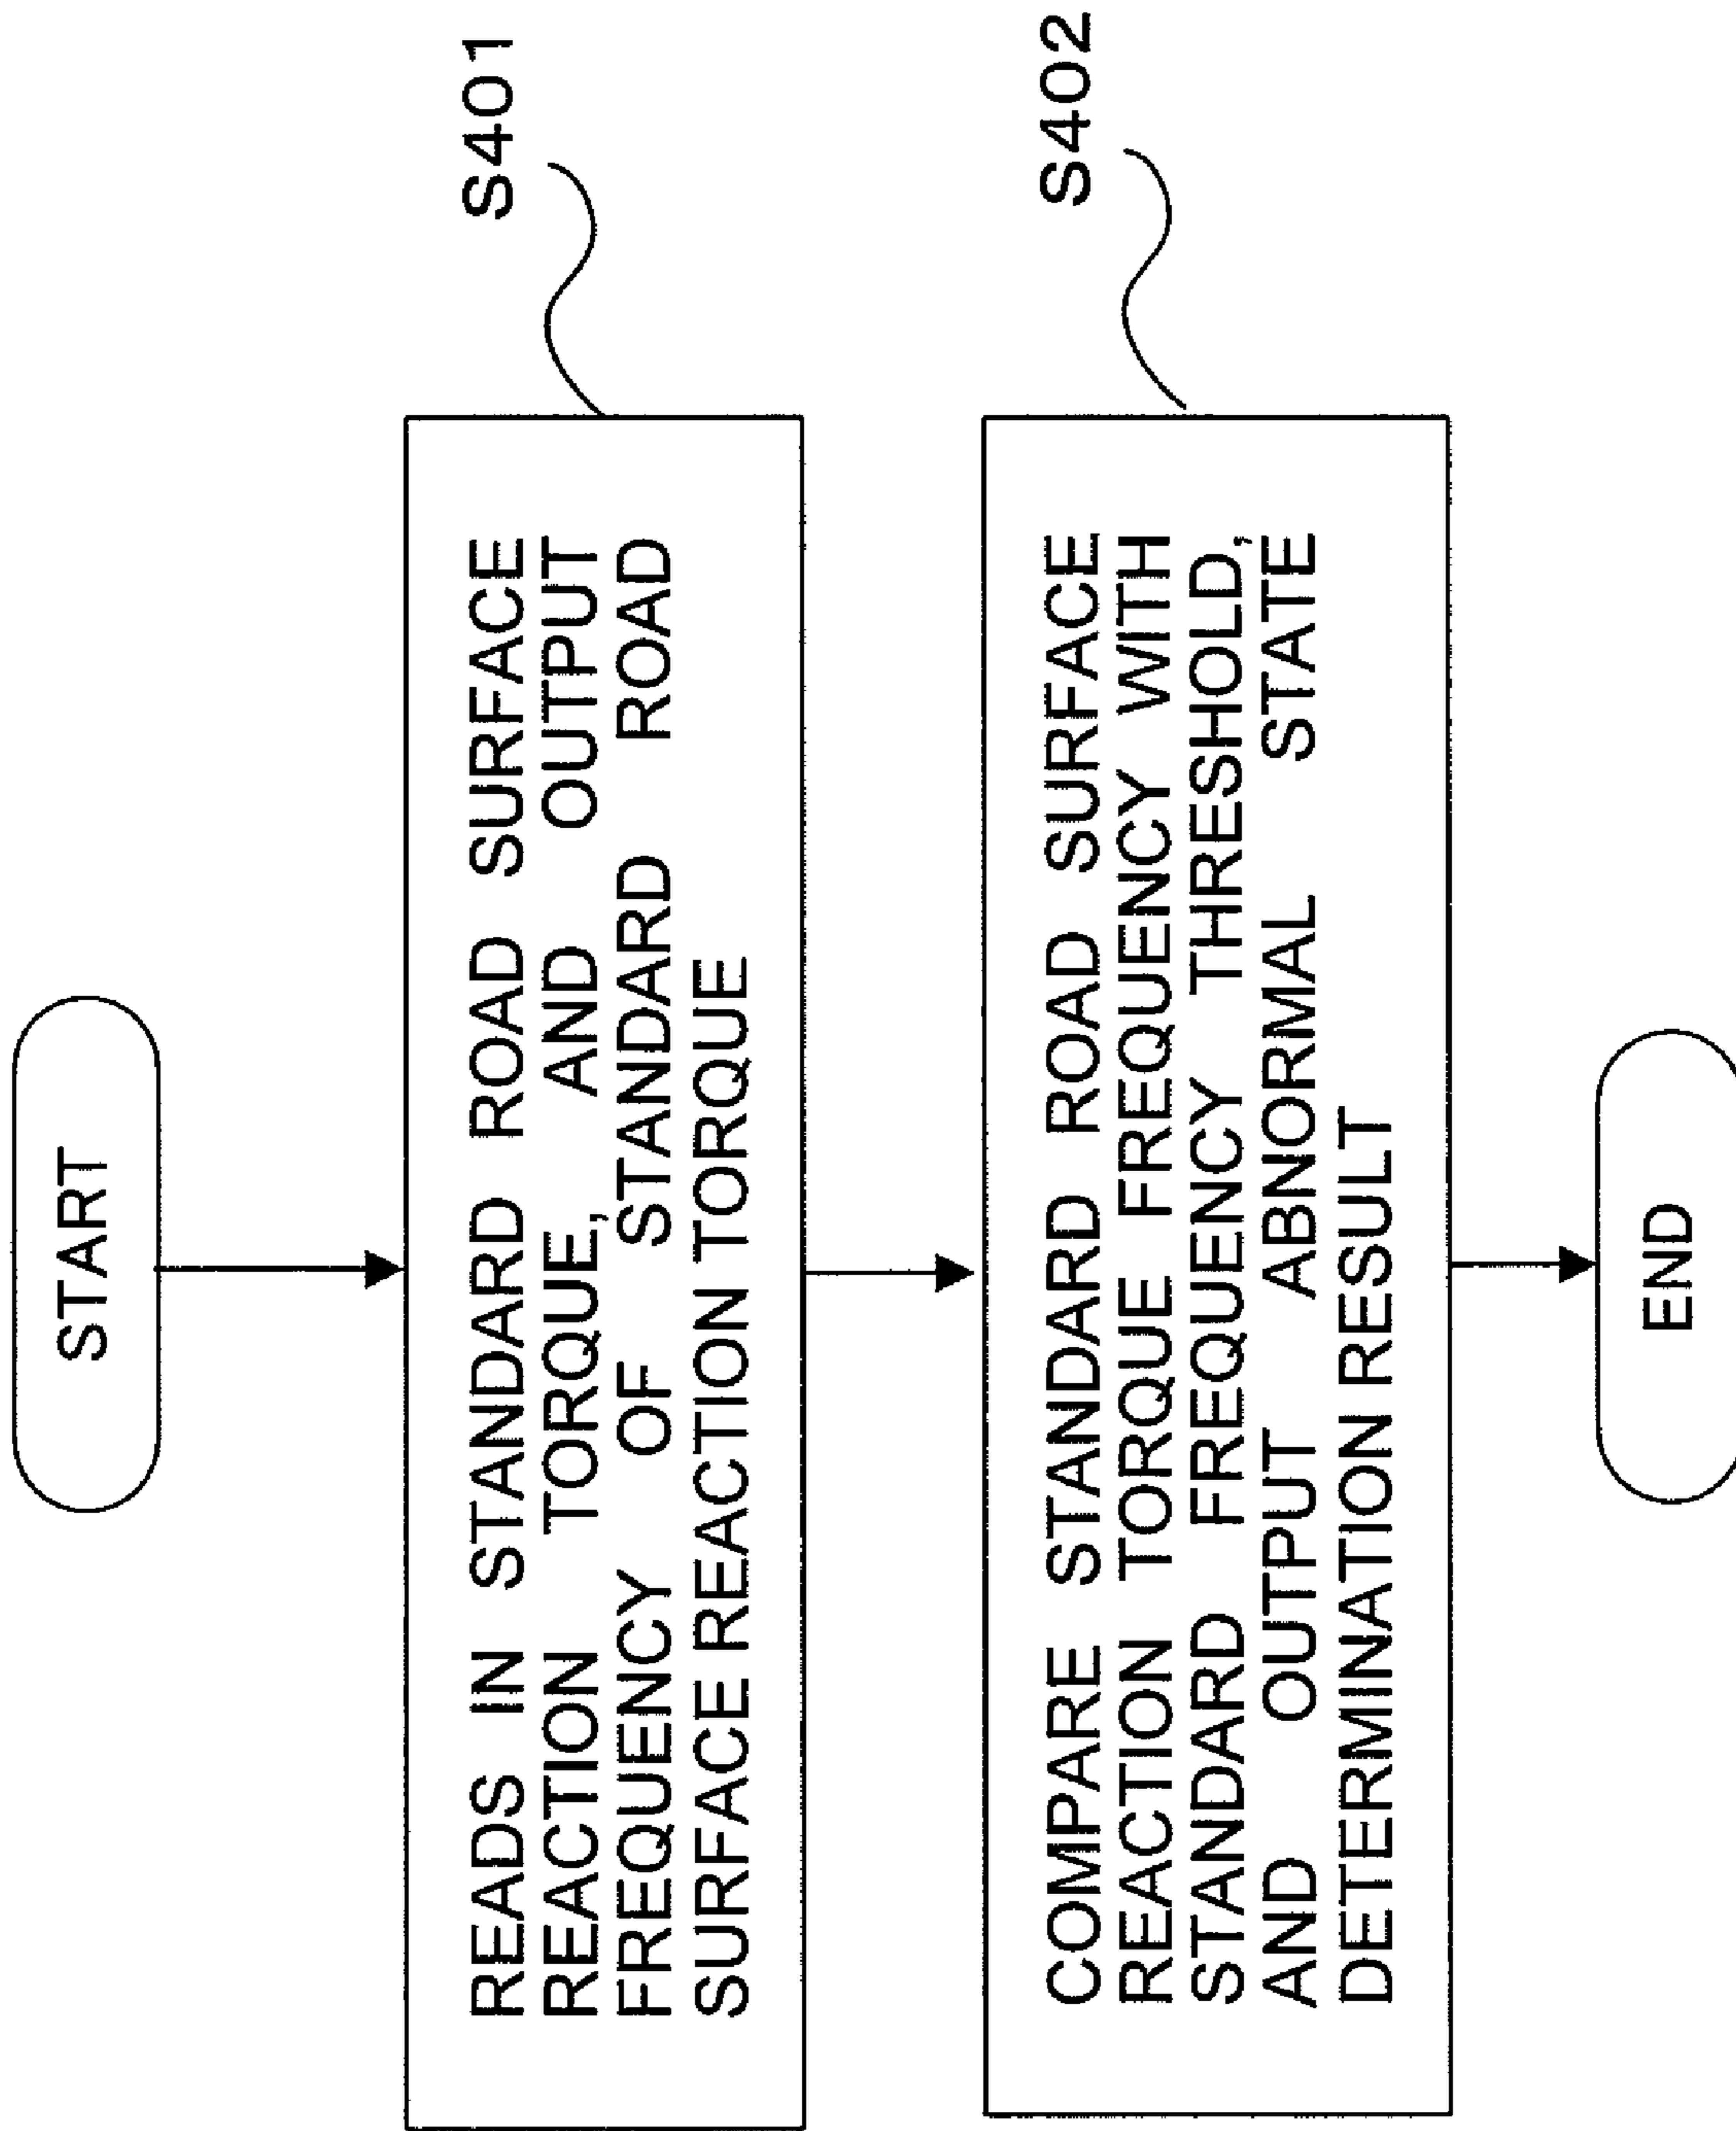 START
READS IN STANDARD ROAD SURFACE
REACTION TORQUE, AND OUTPUT
FREQUENCY OF STANDARD ROAD
SURFACE REACTION TORQUE
S401
COMPARE STANDARD ROAD SURFACE
REACTION TORQUE FREQUENCY WITH
STANDARD FREQUENCY THRESHOLD,
AND OUTPUT ABNORMAL STATE
DETERMINATION RESULT
S402
END